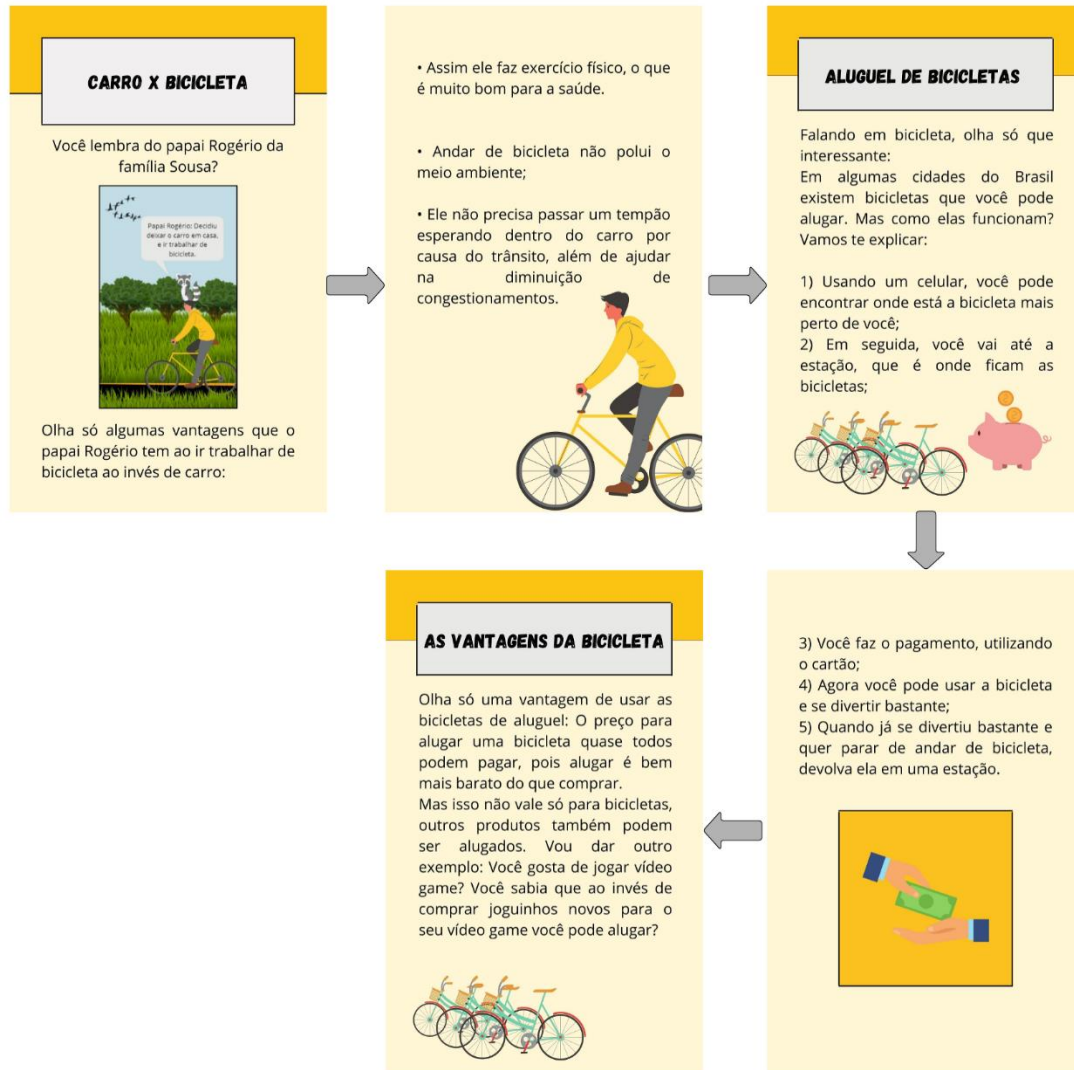 CARRO X BICICLETA
Você lembra do papai Rogério da
família Sousa?
Papai Rogério: Decidiu
deixar o carro em casa,
e ir trabalhar de
bicicleta.
Olha só algumas vantagens que o
papai Rogério tem ao ir trabalhar de
bicicleta ao invés de carro:
• Assim ele faz exercício físico, o que
é muito bom para a saúde.
• Andar de bicicleta não polui o
meio ambiente;
• Ele não precisa passar um tempão
esperando dentro do carro por
causa do trânsito, além de ajudar
na diminuição de
congestionamentos.
ALUGUEL DE BICICLETAS
Falando em bicicleta, olha só que
interessante:
Em algumas cidades do Brasil
existem bicicletas que você pode
alugar. Mas como elas funcionam?
Vamos te explicar:
1) Usando um celular, você pode
encontrar onde está a bicicleta mais
perto de você;
2) Em seguida, você vai até a
estação, que é onde ficam as
bicicletas;
3) Você faz o pagamento, utilizando
o cartão;
4) Agora você pode usar a bicicleta
e se divertir bastante;
5) Quando já se divertiu bastante e
quer parar de andar de bicicleta,
devolva ela em uma estação.
AS VANTAGENS DA BICICLETA
Olha só uma vantagem de usar as
bicicletas de aluguel: O preço para
alugar uma bicicleta quase todos
podem pagar, pois alugar é bem
mais barato do que comprar.
Mas isso não vale só para bicicletas,
outros produtos também podem
ser alugados. Vou dar outro
exemplo: Você gosta de jogar vídeo
game? Você sabia que ao invés de
comprar joguinhos novos para o
seu vídeo game você pode alugar?